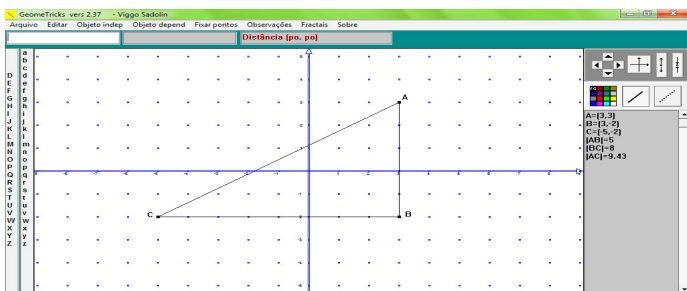 GeomeTricks vers 2.37 - Viggo Sadolin
Arquivo Editar Objeto indep Objeto depend Fixar pontos Observações Fractais Sobre
Distância (po, po)
D
E
F
G
H
I
J
K
L
M
N
O
P
Q
R
S
T
U
V
W
X
Y
Z
a
b
c
d
e
f
g
h
i
j
k
l
m
n
o
p
q
r
s
t
u
v
w
x
y
z
A
B
C
A=(3,3)
B=(3,-2)
C=(-5,-2)
|AB|=5
|BC|=8
|AC|=9.43